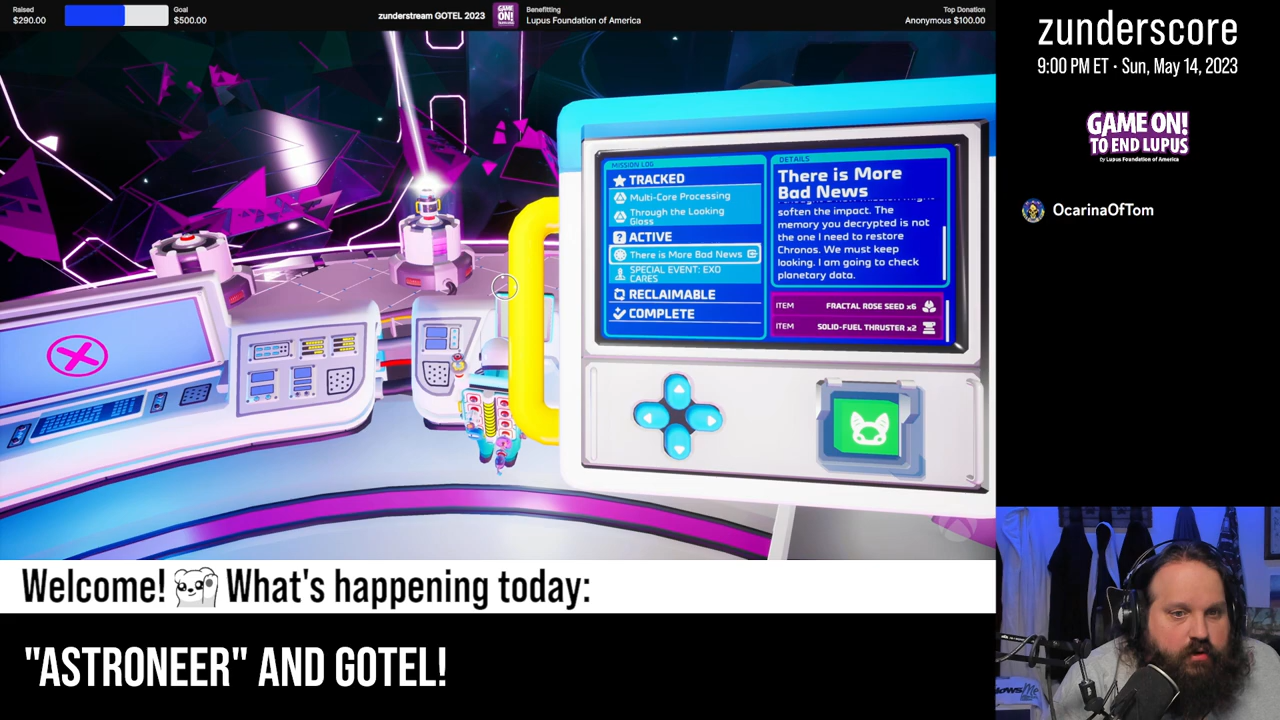 Raised
$290.00
Goal
$500.00
zunderstream GOTEL 2023
GAME ON!
Benefitting
Lupus Foundation of America
Top Donation
Anonymous $100.00
zunderscore
9:00 PM ET · Sun, May 14, 2023
GAME ON!
TO END LUPUS
By Lupus Foundation of America
OcarinaOfTom
MISSION LOG
TRACKED
Multi-Core Processing
Through the Looking
Glass
ACTIVE
There is More Bad News
SPECIAL EVENT: EXO
CARES
RECLAIMABLE
COMPLETE
DETAILS
There is More
Bad News
soften the impact. The
memory you decrypted is not
the one I need to restore
Chronos. We must keep
looking. I am going to check
planetary data.
ITEM FRACTAL ROSE SEED x6
ITEM SOLID-FUEL THRUSTER x2
Welcome! What's happening today:
"ASTRONEER" AND GOTEL!